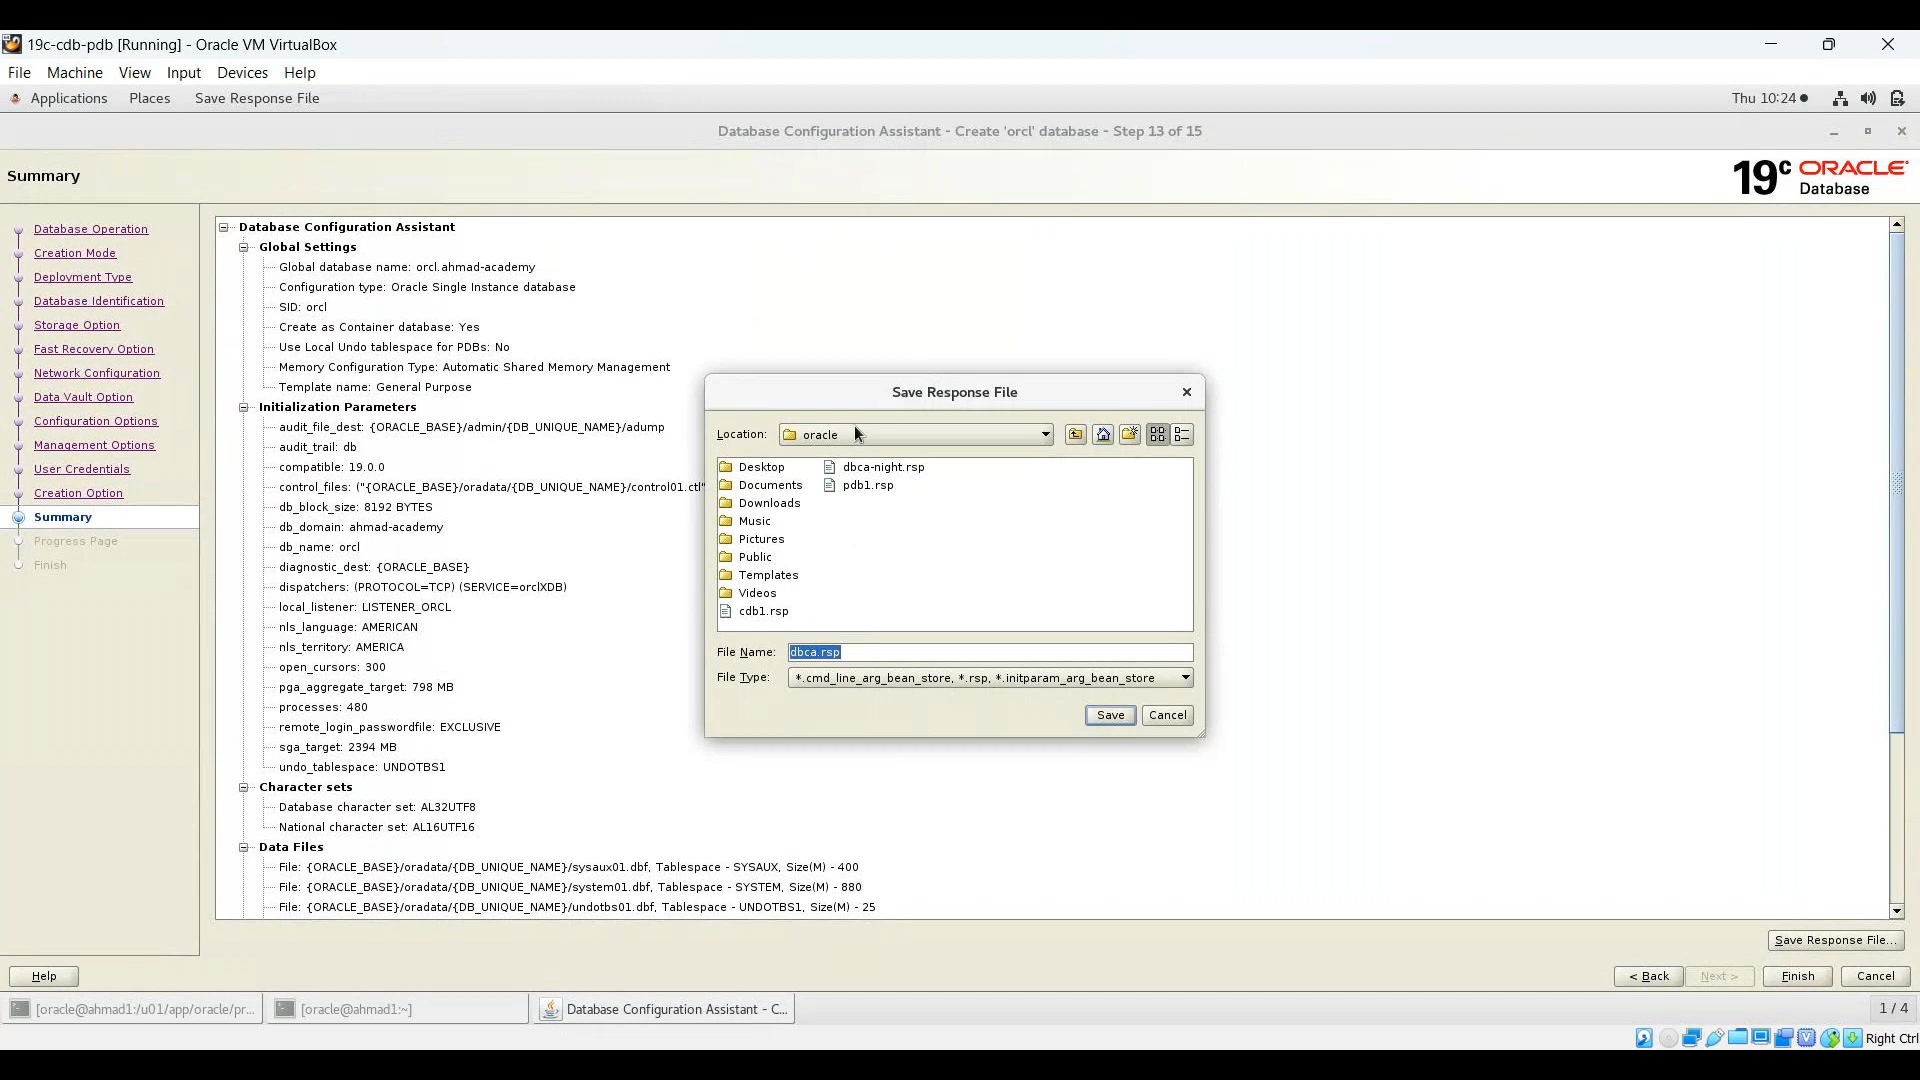 19c-cdb-pdb [Running] - Oracle VM VirtualBox
File Machine View Input Devices Help
Applications Places Save Response File Thu 10:24
Database Configuration Assistant - Create 'orcl' database - Step 13 of 15
Summary
19c ORACLE
Database
Database Operation
Creation Mode
Deployment Type
Database Identification
Storage Option
Fast Recovery Option
Network Configuration
Data Vault Option
Configuration Options
Management Options
User Credentials
Creation Option
Summary
Progress Page
Finish
Database Configuration Assistant
Global Settings
Global database name: orcl.ahmad-academy
Configuration type: Oracle Single Instance database
SID: orcl
Create as Container database: Yes
Use Local Undo tablespace for PDBs: No
Memory Configuration Type: Automatic Shared Memory Management
Template name: General Purpose
Initialization Parameters
audit_file_dest: {ORACLE_BASE}/admin/{DB_UNIQUE_NAME}/adump
audit_trail: db
compatible: 19.0.0
control_files: ("{ORACLE_BASE}/oradata/{DB_UNIQUE_NAME}/control01.ctl"
db_block_size: 8192 BYTES
db_domain: ahmad-academy
db_name: orcl
diagnostic_dest: {ORACLE_BASE}
dispatchers: (PROTOCOL=TCP) (SERVICE=orclXDB)
local_listener: LISTENER_ORCL
nls_language: AMERICAN
nls_territory: AMERICA
open_cursors: 300
pga_aggregate_target: 798 MB
processes: 480
remote_login_passwordfile: EXCLUSIVE
sga_target: 2394 MB
undo_tablespace: UNDOTBS1
Character sets
Database character set: AL32UTF8
National character set: AL16UTF16
Data Files
File: {ORACLE_BASE}/oradata/{DB_UNIQUE_NAME}/sysaux01.dbf, Tablespace - SYSAUX, Size(M) - 400
File: {ORACLE_BASE}/oradata/{DB_UNIQUE_NAME}/system01.dbf, Tablespace - SYSTEM, Size(M) - 880
File: {ORACLE_BASE}/oradata/{DB_UNIQUE_NAME}/undotbs01.dbf, Tablespace - UNDOTBS1, Size(M) - 25
Save Response File
Location: oracle
Desktop dbca-night.rsp
Documents pdb1.rsp
Downloads
Music
Pictures
Public
Templates
Videos
cdb1.rsp
File Name: dbca.rsp
File Type: *.cmd_line_arg_bean_store, *.rsp, *.initparam_arg_bean_store
Save Cancel
Save Response File...
Help < Back Next > Finish Cancel
[oracle@ahmad1:/u01/app/oracle/pr... [oracle@ahmad1:~] Database Configuration Assistant - C... 1 / 4
Right Ctrl